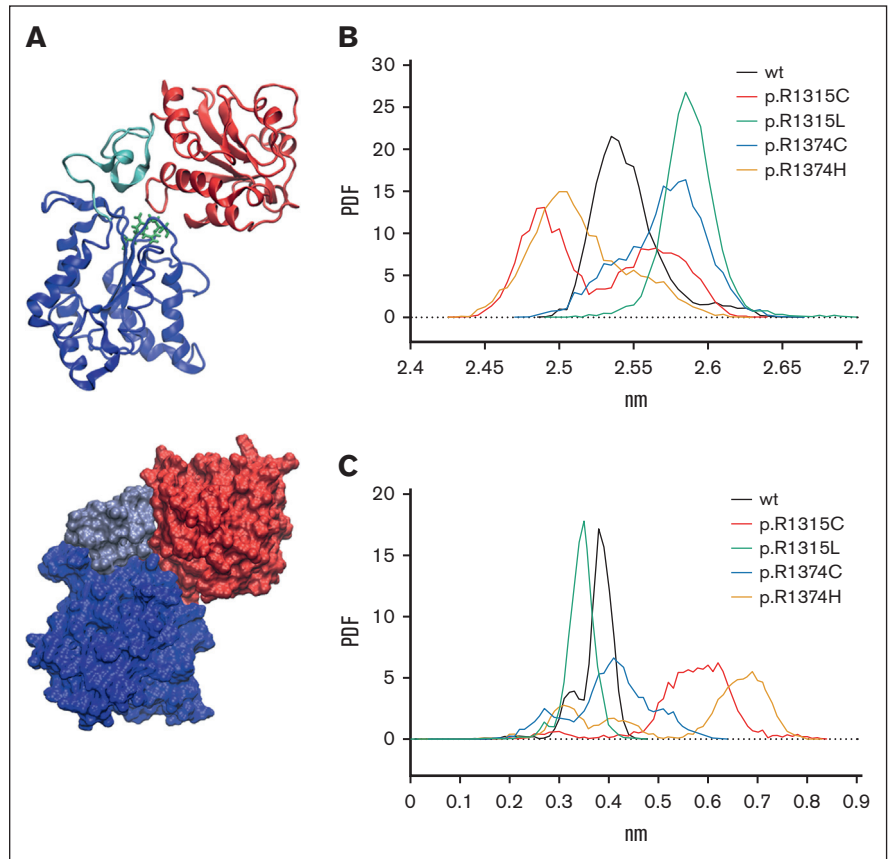 A
B
30
25
20
15
10
5
0
PDF
2.4 2.45 2.5 2.55 2.6 2.65 2.7
nm
wt
p.R1315C
p.R1315L
p.R1374C
p.R1374H
C
20
15
10
5
0
PDF
0 0.1 0.2 0.3 0.4 0.5 0.6 0.7 0.8 0.9
nm
wt
p.R1315C
p.R1315L
p.R1374C
p.R1374H